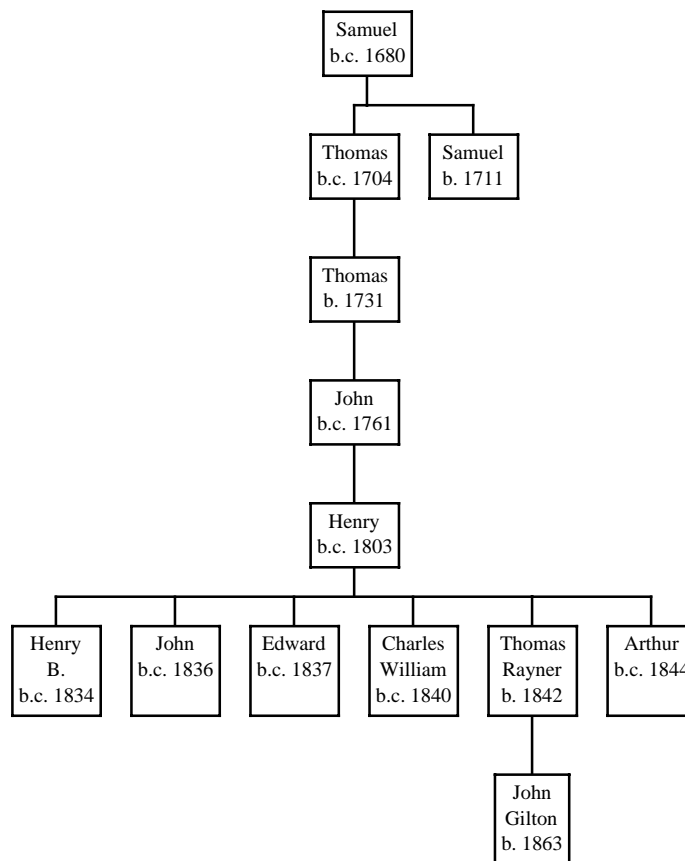 Samuel
b.c. 1680
Thomas
b.c. 1704
Samuel
b. 1711
Thomas
b. 1731
John
b.c. 1761
Henry
b.c. 1803
Henry
B.
b.c. 1834
John
b.c. 1836
Edward
b.c. 1837
Charles
William
b.c. 1840
Thomas
Rayner
b. 1842
Arthur
b.c. 1844
John
Gilton
b. 1863